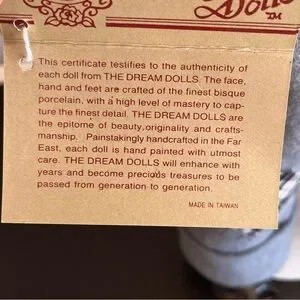 Dolls
TM
This certificate testifies to the authenticity of
each doll from THE DREAM DOLLS. The face,
hand and feet are crafted of the finest bisque
porcelain, with a high level of mastery to cap-
ture the finest detail. THE DREAM DOLLS are
the epitome of beauty,originality and crafts-
manship. Painstakingly handcrafted in the Far
East, each doll is hand painted with utmost
care. THE DREAM DOLLS will enhance with
years and become precious treasures to be
passed from generation to generation.
MADE IN TAIWAN